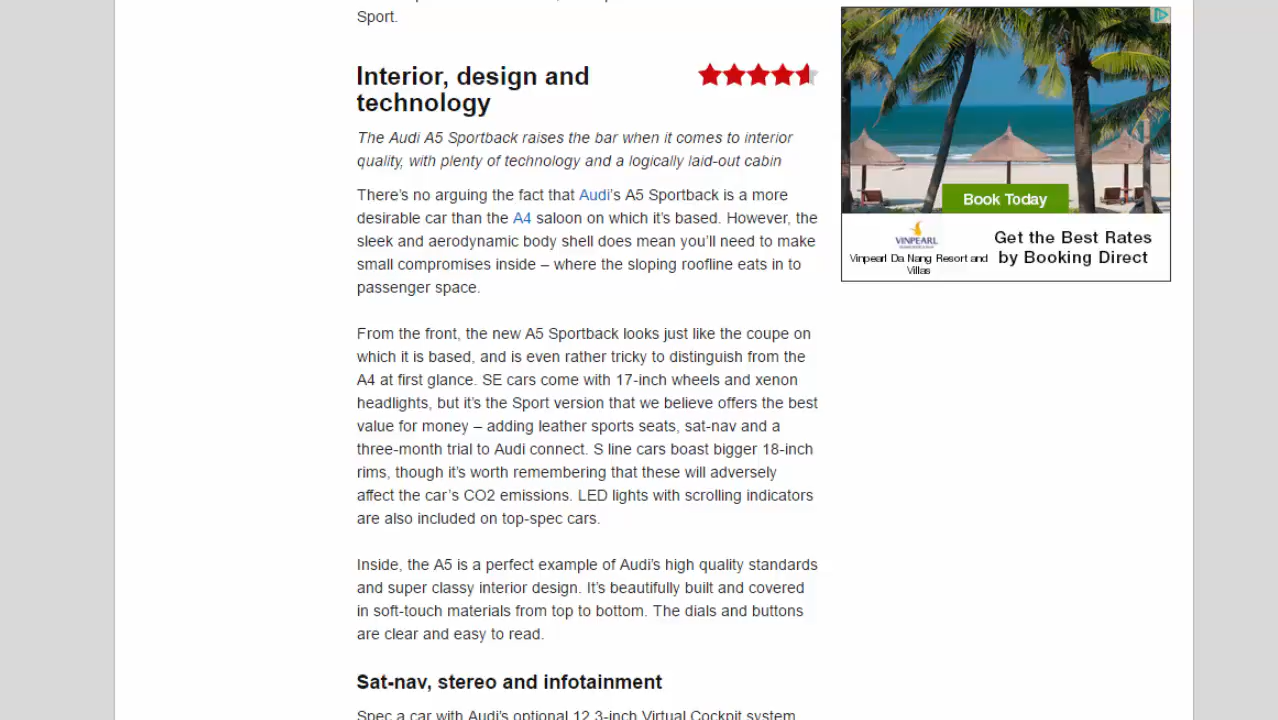 Sport.
Interior, design and
technology
The Audi A5 Sportback raises the bar when it comes to interior
quality, with plenty of technology and a logically laid-out cabin
There's no arguing the fact that Audi's A5 Sportback is a more
desirable car than the A4 saloon on which it's based. However, the
sleek and aerodynamic body shell does mean you'll need to make
small compromises inside – where the sloping roofline eats in to
passenger space.
From the front, the new A5 Sportback looks just like the coupe on
which it is based, and is even rather tricky to distinguish from the
A4 at first glance. SE cars come with 17-inch wheels and xenon
headlights, but it's the Sport version that we believe offers the best
value for money – adding leather sports seats, sat-nav and a
three-month trial to Audi connect. S line cars boast bigger 18-inch
rims, though it's worth remembering that these will adversely
affect the car's CO2 emissions. LED lights with scrolling indicators
are also included on top-spec cars.
Inside, the A5 is a perfect example of Audi's high quality standards
and super classy interior design. It's beautifully built and covered
in soft-touch materials from top to bottom. The dials and buttons
are clear and easy to read.
Sat-nav, stereo and infotainment
Spec a car with Audi's optional 12.3-inch Virtual Cockpit system
Book Today
VINPEARL
Vinpearl Da Nang Resort and
Villas
Get the Best Rates
by Booking Direct